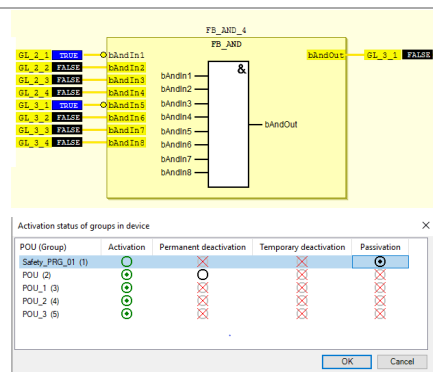 FB_AND_4
FB_AND
GL_2_1 TRUE bAndIn1 bAndOut GL_3_1 FALSE
GL_2_2 FALSE bAndIn2
GL_2_3 FALSE bAndIn3
GL_2_4 FALSE bAndIn4
GL_3_1 TRUE bAndIn5
GL_3_2 FALSE bAndIn6
GL_3_3 FALSE bAndIn7
GL_3_4 FALSE bAndIn8
&
bAndIn1
bAndIn2
bAndIn3
bAndIn4
bAndIn5
bAndIn6
bAndIn7
bAndIn8
bAndOut
Activation status of groups in device
POU (Group) Activation Permanent deactivation Temporary deactivation Passivation
Safety_PRG_01 (1)
POU (2)
POU_1 (3)
POU_2 (4)
POU_3 (5)
OK Cancel